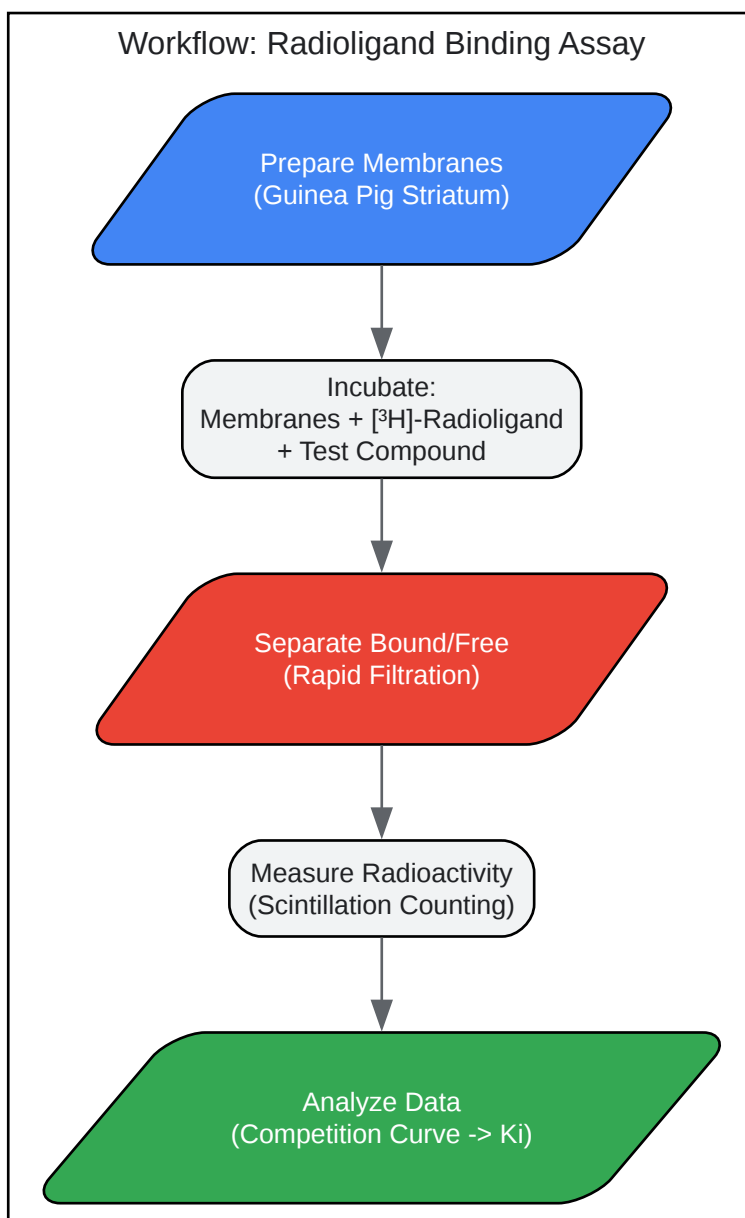 Workflow: Radioligand Binding Assay
Prepare Membranes
(Guinea Pig Striatum)
Incubate:
Membranes + [³H]-Radioligand
+ Test Compound
Separate Bound/Free
(Rapid Filtration)
Measure Radioactivity
(Scintillation Counting)
Analyze Data
(Competition Curve -> Ki)